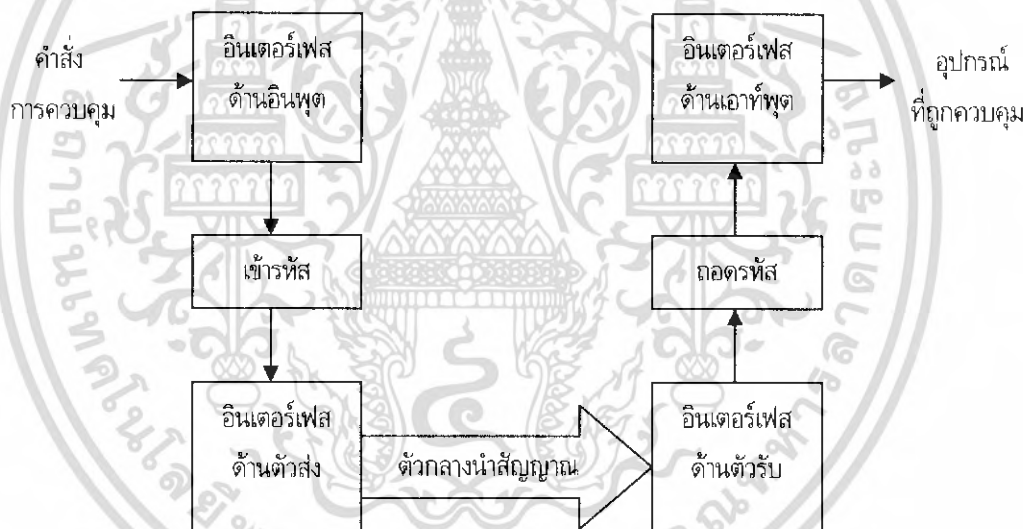 คำสั่ง
การควบคุม
อินเตอร์เฟส
ด้านอินพุต
อินเตอร์เฟส
ด้านเอาท์พุต
อุปกรณ์
ที่ถูกควบคุม
เข้ารหัส
ถอดรหัส
อินเตอร์เฟส
ด้านตัวส่ง
ตัวกลางนำสัญญาณ
อินเตอร์เฟส
ด้านตัวรับ